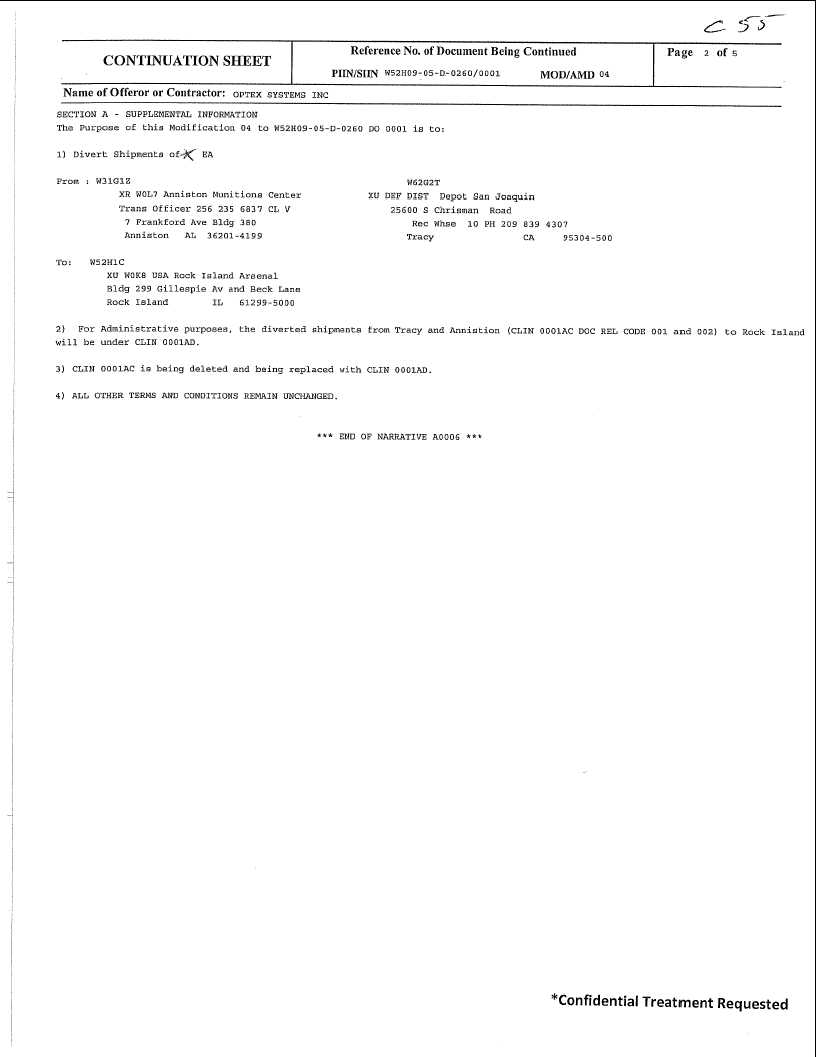 C 55
CONTINUATION SHEET
Reference No. of Document Being Continued
PIIN/SIIN W52H09-05-D-0260/0001 MOD/AMD 04
Page 2 of 5
Name of Offeror or Contractor: OPTEX SYSTEMS INC
SECTION A - SUPPLEMENTAL INFORMATION
The Purpose of this Modification 04 to W52H09-05-D-0260 DO 0001 is to:
1) Divert Shipments of * EA
From : W31G1Z W62G2T
XR W0L7 Anniston Munitions Center XU DEF DIST Depot San Joaquin
Trans Officer 256 235 6837 CL V 25600 S Chrisman Road
7 Frankford Ave Bldg 380 Rec Whse 10 PH 209 839 4307
Anniston AL 36201-4199 Tracy CA 95304-500
To: W52H1C
XU W0K8 USA Rock Island Arsenal
Bldg 299 Gillespie Av and Beck Lane
Rock Island IL 61299-5000
2) For Administrative purposes, the diverted shipments from Tracy and Annistion (CLIN 0001AC DOC REL CODE 001 and 002) to Rock Island
will be under CLIN 0001AD.
3) CLIN 0001AC is being deleted and being replaced with CLIN 0001AD.
4) ALL OTHER TERMS AND CONDITIONS REMAIN UNCHANGED.
*** END OF NARRATIVE A0006 ***
*Confidential Treatment Requested